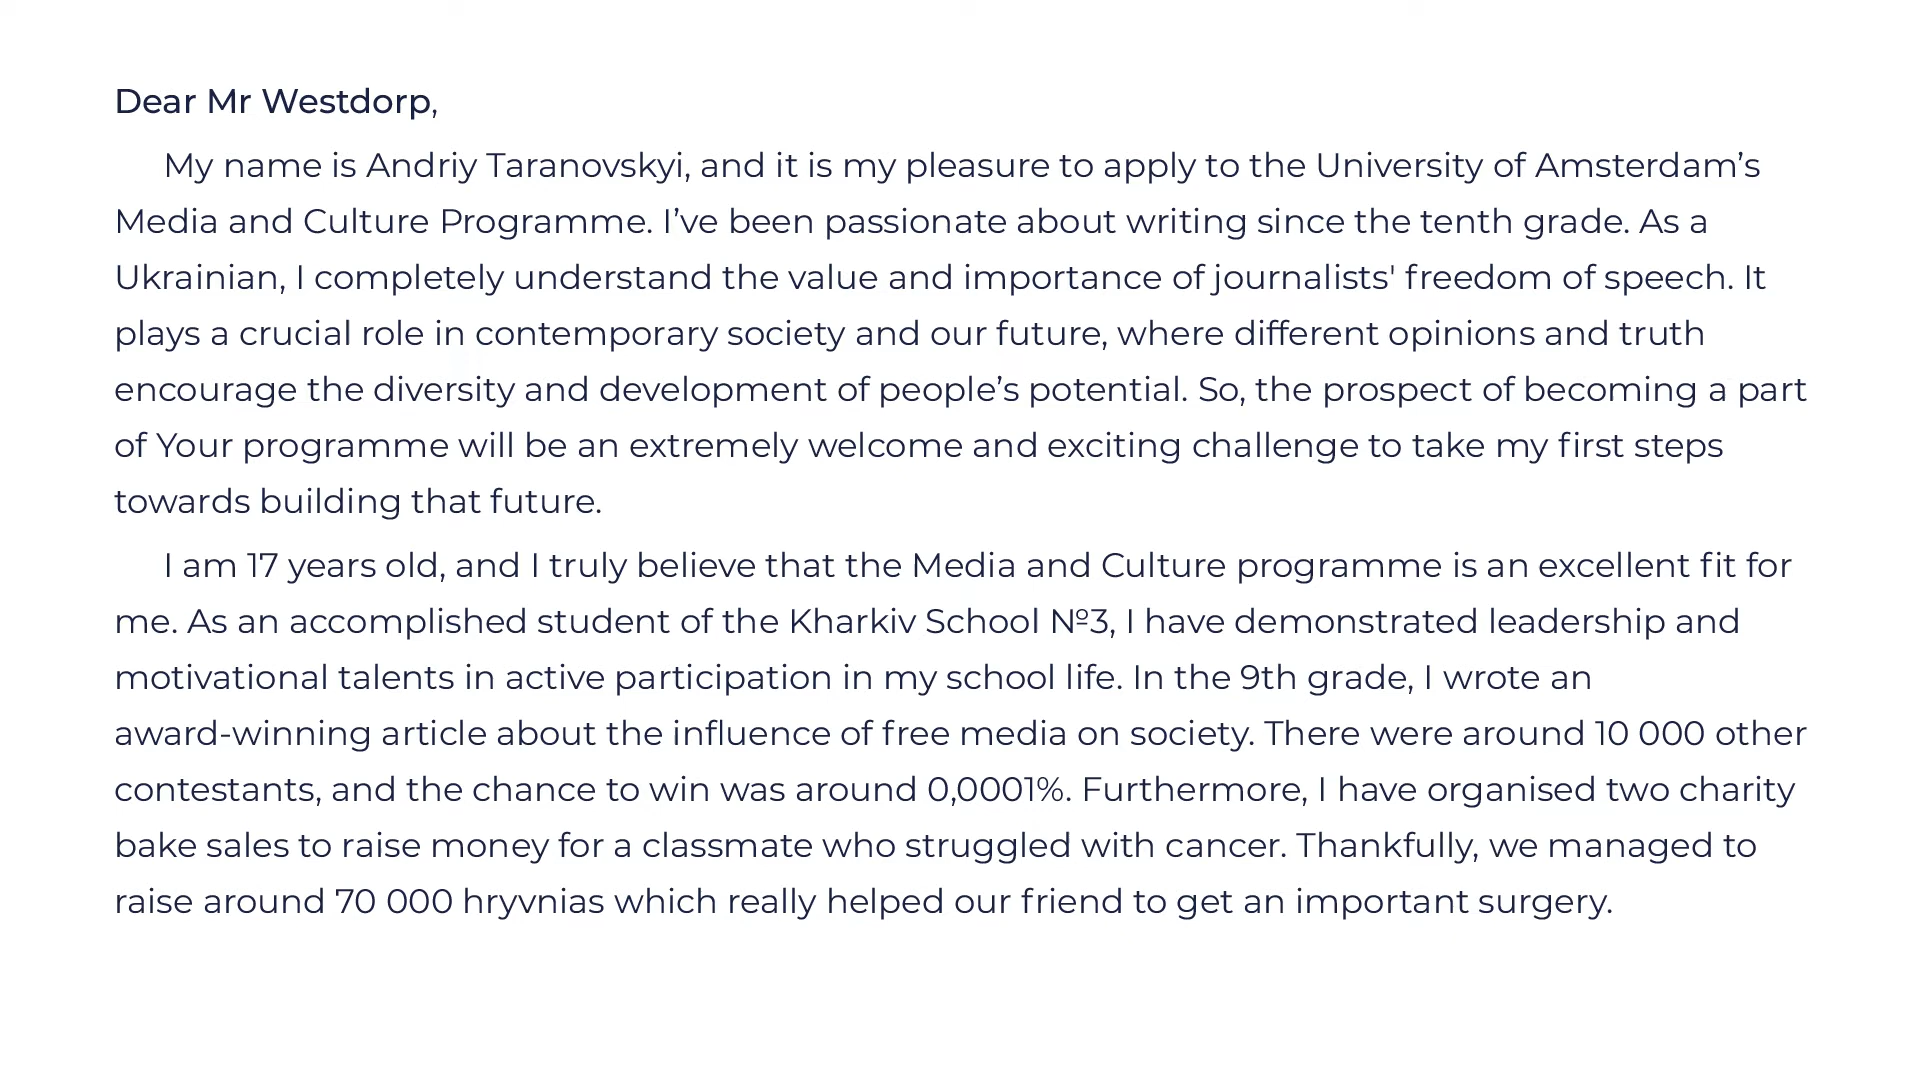 Dear Mr Westdorp,
My name is Andriy Taranovskyi, and it is my pleasure to apply to the University of Amsterdam’s
Media and Culture Programme. I’ve been passionate about writing since the tenth grade. As a
Ukrainian, I completely understand the value and importance of journalists' freedom of speech. It
plays a crucial role in contemporary society and our future, where different opinions and truth
encourage the diversity and development of people’s potential. So, the prospect of becoming a part
of Your programme will be an extremely welcome and exciting challenge to take my first steps
towards building that future.
I am 17 years old, and I truly believe that the Media and Culture programme is an excellent fit for
me. As an accomplished student of the Kharkiv School №3, I have demonstrated leadership and
motivational talents in active participation in my school life. In the 9th grade, I wrote an
award-winning article about the influence of free media on society. There were around 10 000 other
contestants, and the chance to win was around 0,0001%. Furthermore, I have organised two charity
bake sales to raise money for a classmate who struggled with cancer. Thankfully, we managed to
raise around 70 000 hryvnias which really helped our friend to get an important surgery.